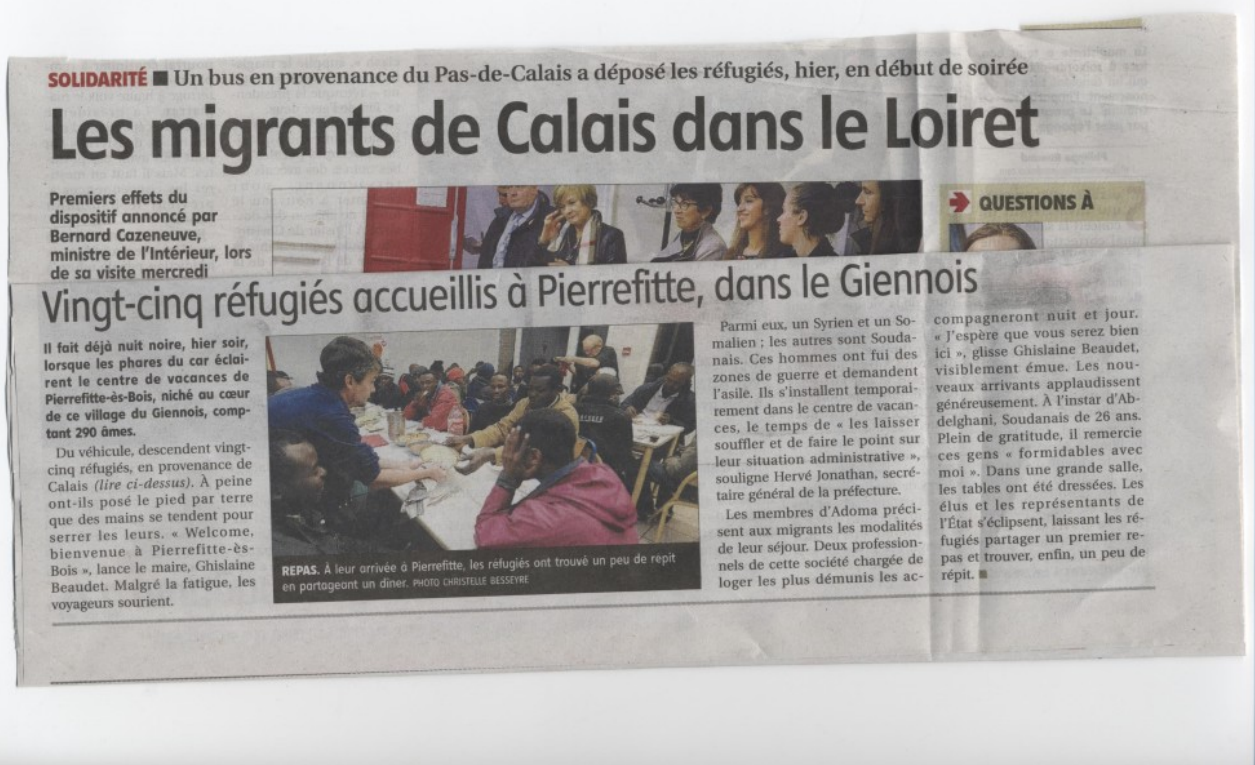 SOLIDARITÉ ■ Un bus en provenance du Pas-de-Calais a déposé les réfugiés, hier, en début de soirée
Les migrants de Calais dans le Loiret
Premiers effets du
dispositif annoncé par
Bernard Cazeneuve,
ministre de l'Intérieur, lors
de sa visite mercredi
QUESTIONS À
Vingt-cinq réfugiés accueillis à Pierrefitte, dans le Giennois
Il fait déjà nuit noire, hier soir,
lorsque les phares du car éclai-
rent le centre de vacances de
Pierrefitte-ès-Bois, niché au cœur
de ce village du Giennois, comp-
tant 290 âmes.
Du véhicule, descendent vingt-
cinq réfugiés, en provenance de
Calais (lire ci-dessus). À peine
ont-ils posé le pied par terre
que des mains se tendent pour
serrer les leurs. « Welcome,
bienvenue à Pierrefitte-ès-
Bois », lance le maire, Ghislaine
Beaudet. Malgré la fatigue, les
voyageurs sourient.
REPAS. À leur arrivée à Pierrefitte, les réfugiés ont trouvé un peu de répit
en partageant un dîner. PHOTO CHRISTELLE BESSEYRE
Parmi eux, un Syrien et un So-
malien ; les autres sont Souda-
nais. Ces hommes ont fui des
zones de guerre et demandent
l'asile. Ils s'installent temporai-
rement dans le centre de vacan-
ces, le temps de « les laisser
souffler et de faire le point sur
leur situation administrative »,
souligne Hervé Jonathan, secré-
taire général de la préfecture.
Les membres d'Adoma préci-
sent aux migrants les modalités
de leur séjour. Deux profession-
nels de cette société chargée de
loger les plus démunis les ac-
compagneront nuit et jour.
« J'espère que vous serez bien
ici », glisse Ghislaine Beaudet,
visiblement émue. Les nou-
veaux arrivants applaudissent
généreusement. À l'instar d'Ab-
delghani, Soudanais de 26 ans.
Plein de gratitude, il remercie
ces gens « formidables avec
moi ». Dans une grande salle,
les tables ont été dressées. Les
élus et les représentants de
l'État s'éclipsent, laissant les ré-
fugiés partager un premier re-
pas et trouver, enfin, un peu de
répit. ■